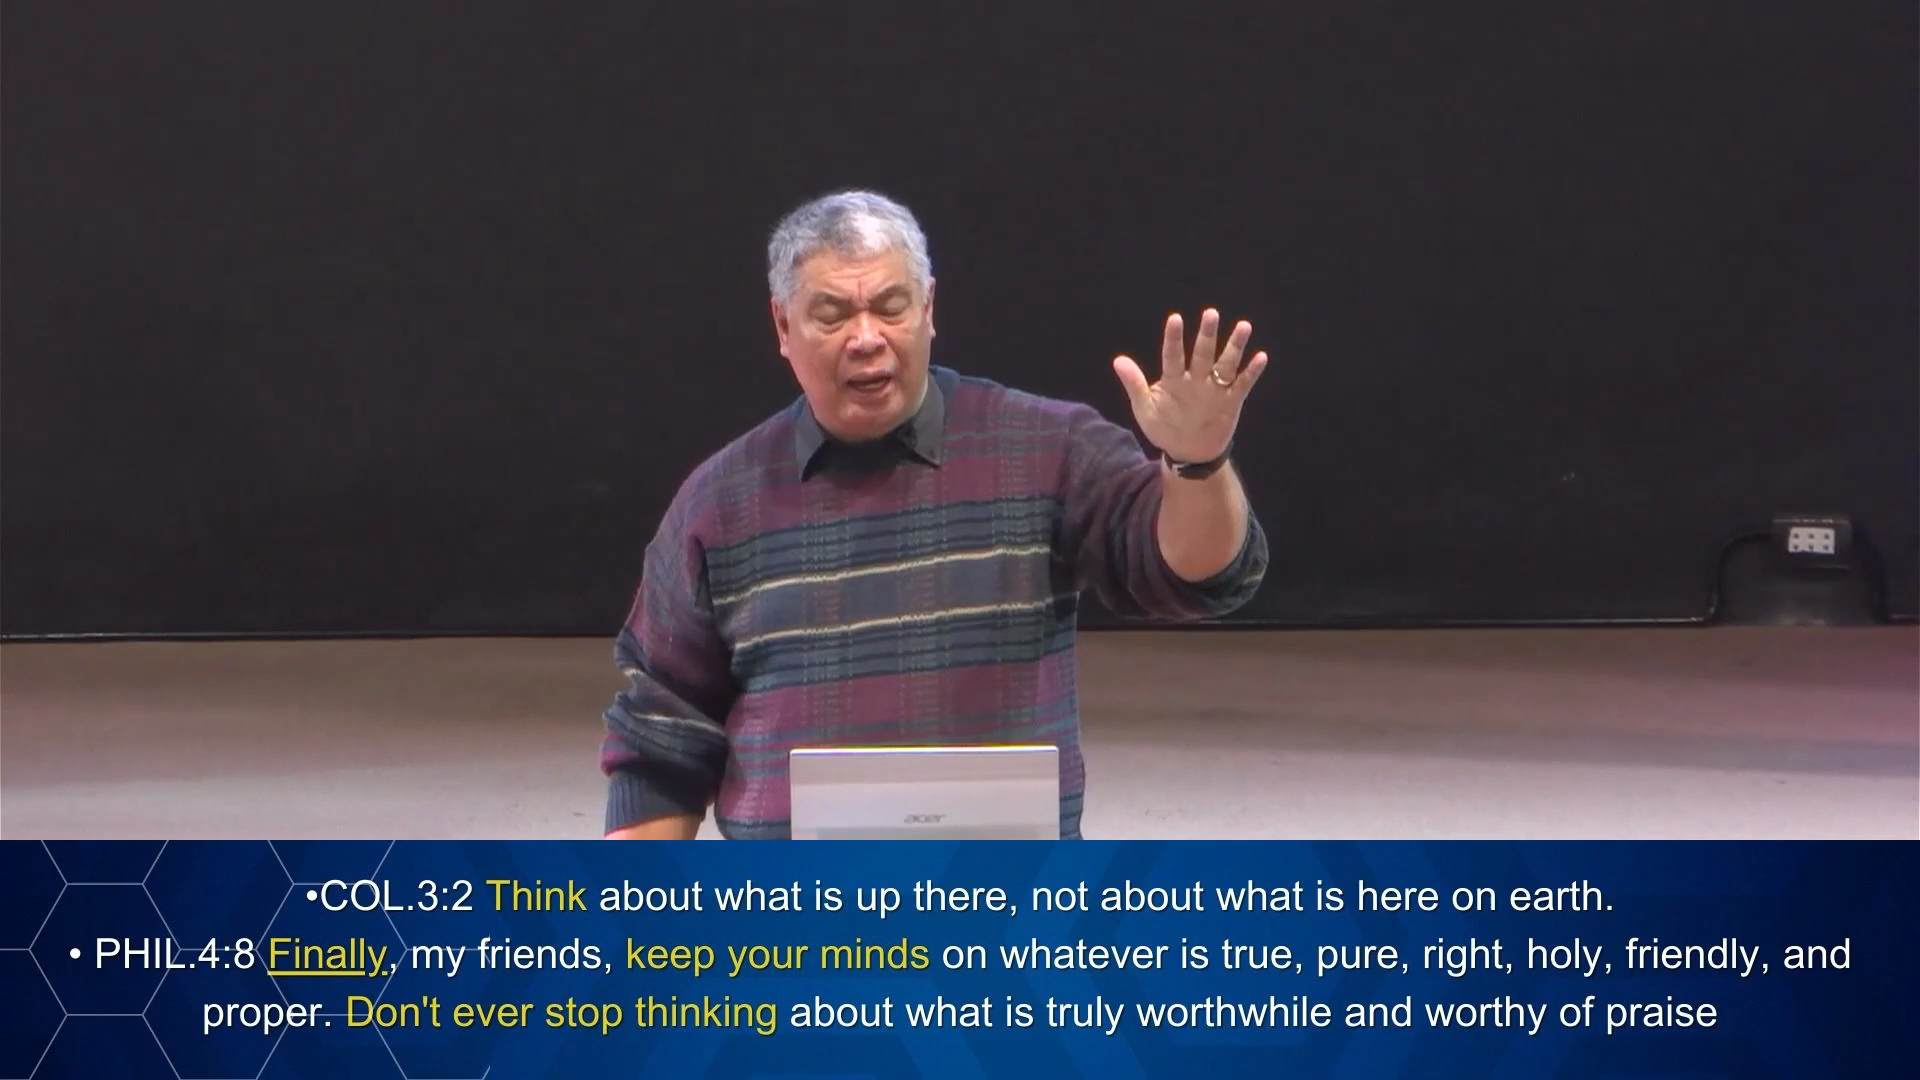 acer
•COL.3:2 Think about what is up there, not about what is here on earth.
• PHIL.4:8 Finally, my friends, keep your minds on whatever is true, pure, right, holy, friendly, and
proper. Don't ever stop thinking about what is truly worthwhile and worthy of praise